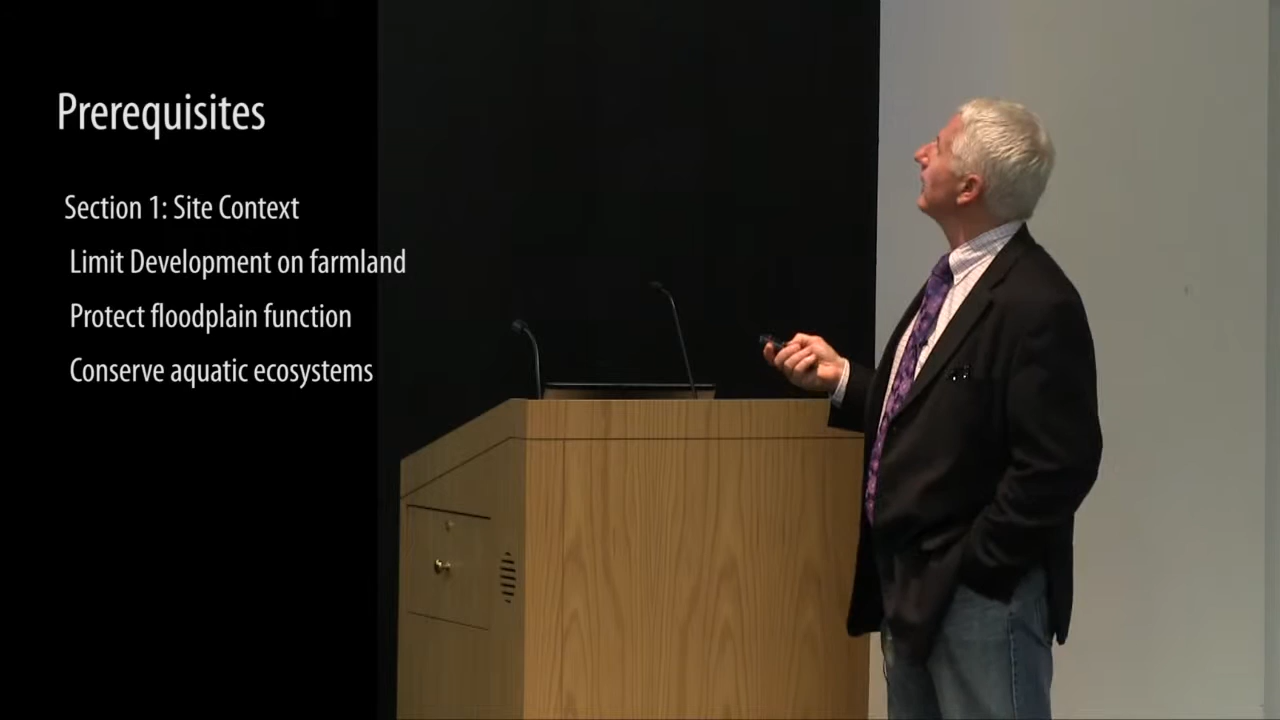 Prerequisites
Section 1: Site Context
Limit Development on farmland
Protect floodplain function
Conserve aquatic ecosystems